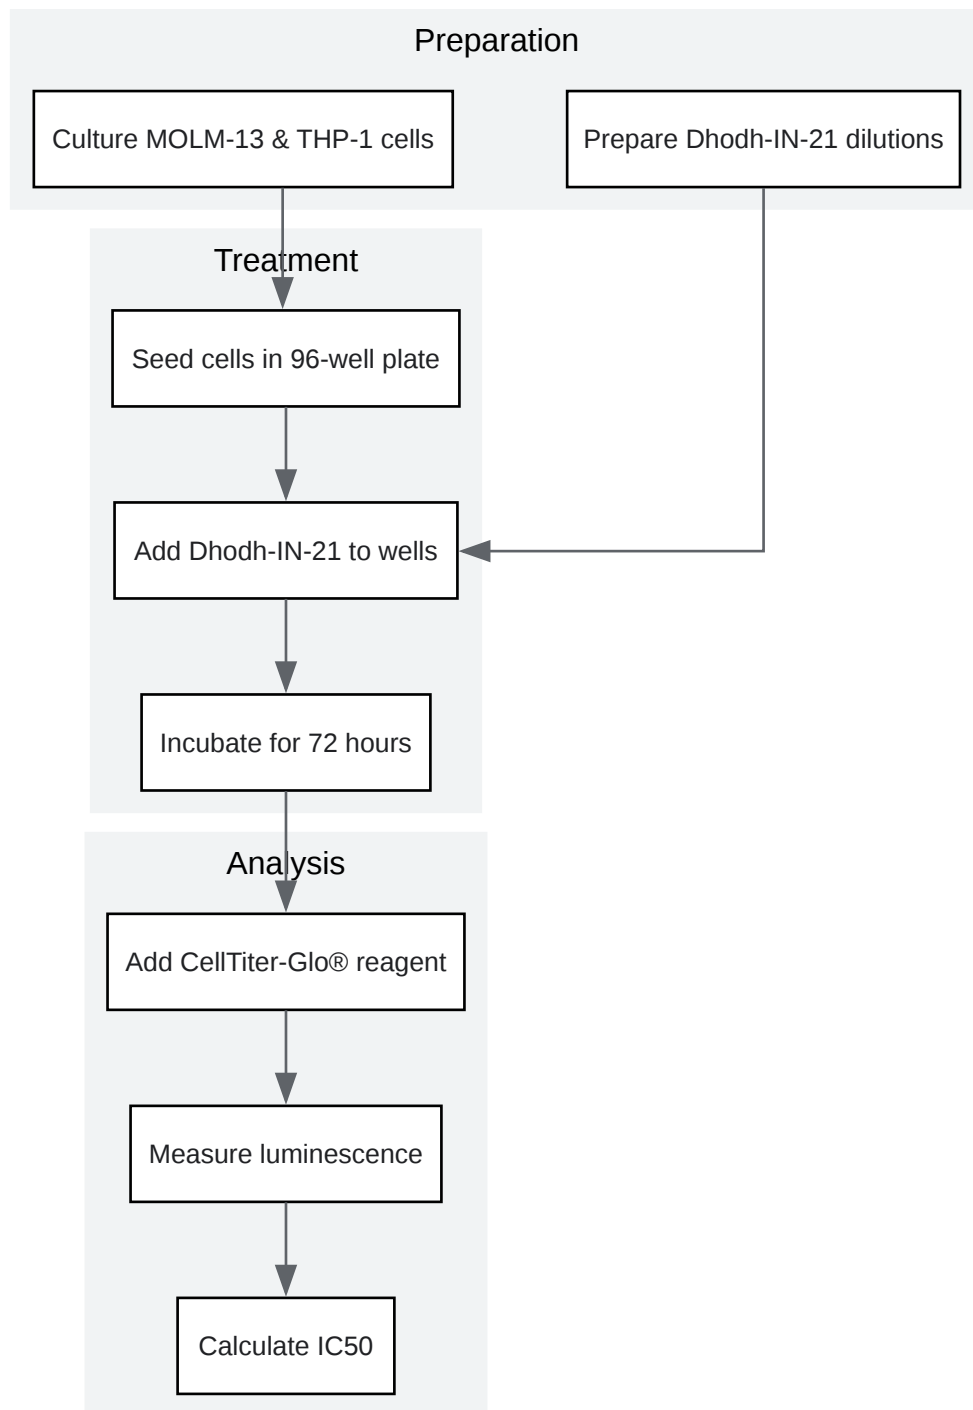 Preparation
Culture MOLM-13 & THP-1 cells
Prepare Dhodh-IN-21 dilutions
Treatment
Seed cells in 96-well plate
Add Dhodh-IN-21 to wells
Incubate for 72 hours
Analysis
Add CellTiter-Glo® reagent
Measure luminescence
Calculate IC50